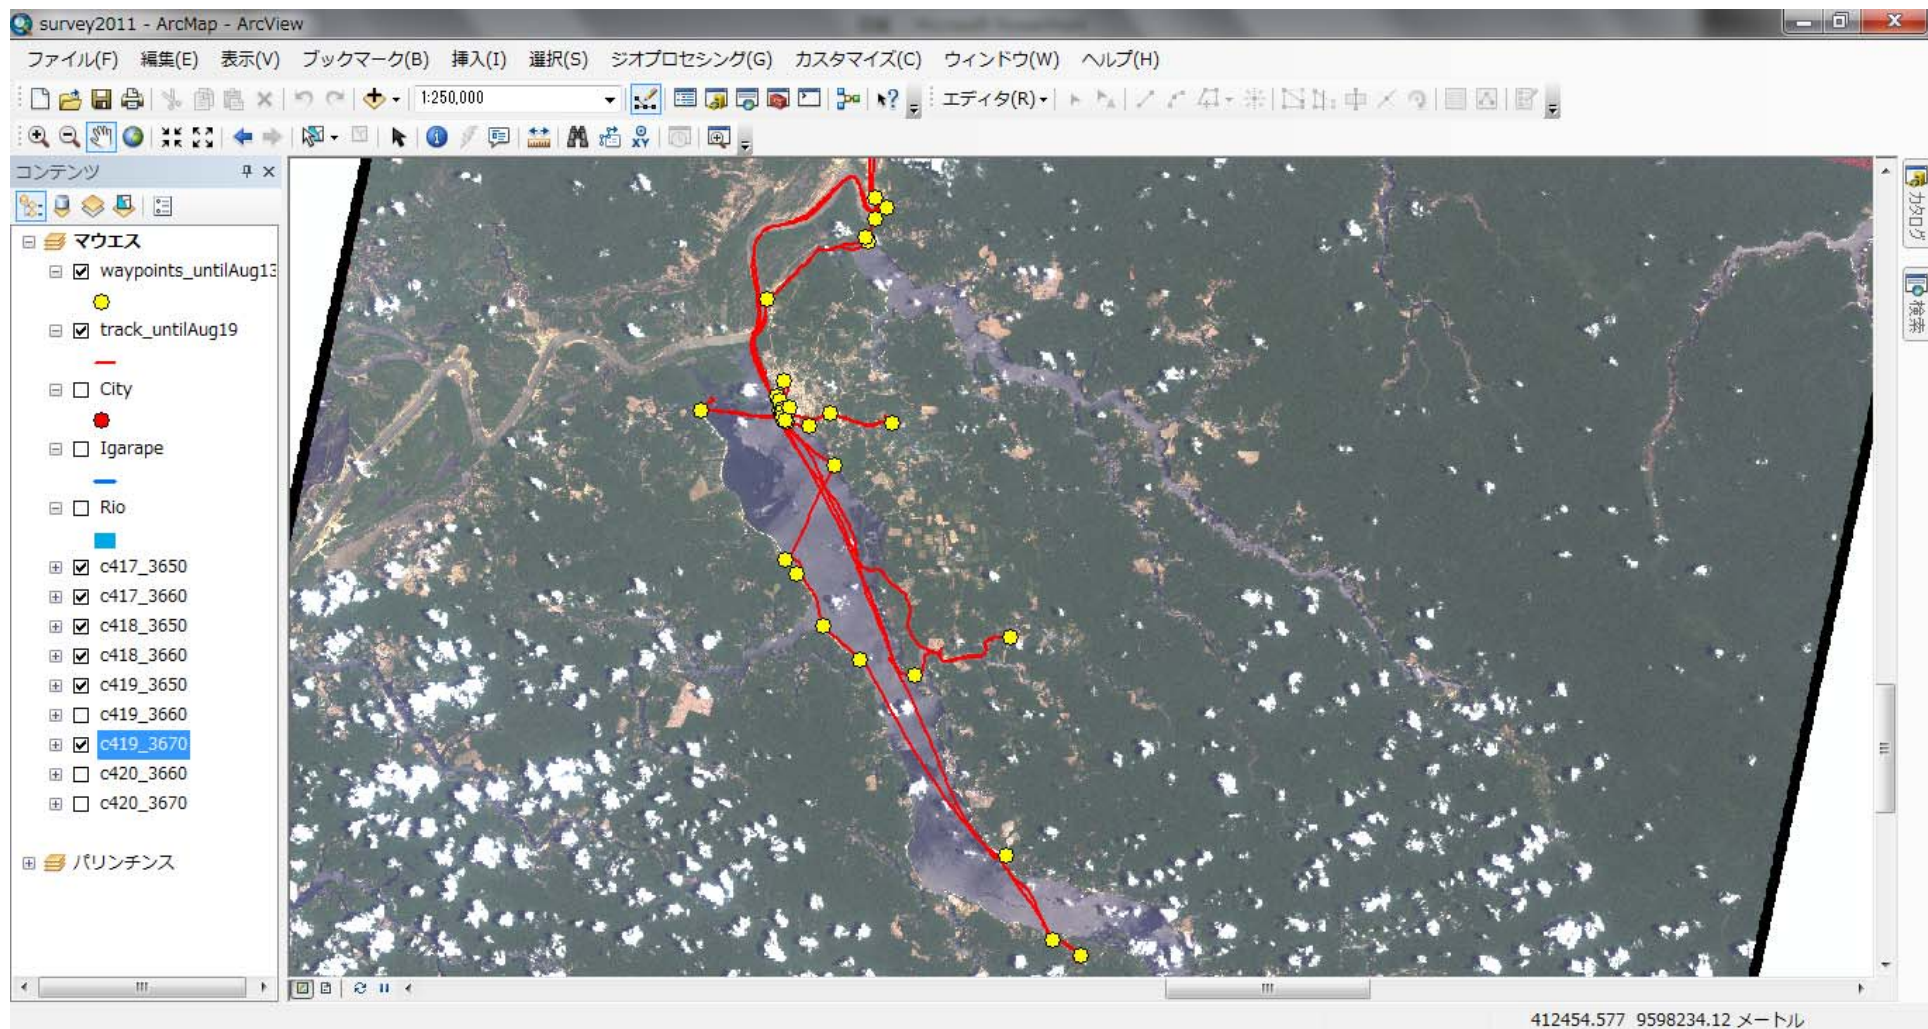 survey2011 - ArcMap - ArcView
ファイル(F) 編集(E) 表示(V) ブックマーク(B) 挿入(I) 選択(S) ジオプロセシング(G) カスタマイズ(C) ウィンドウ(W) ヘルプ(H)
1:250,000
エディタ(R)
コンテンツ
マウエス
waypoints_untilAug13
track_untilAug19
City
Igarape
Rio
c417_3650
c417_3660
c418_3650
c418_3660
c419_3650
c419_3660
c419_3670
c420_3660
c420_3670
パリンチンス
カタログ
検索
412454.577 9598234.12 メートル